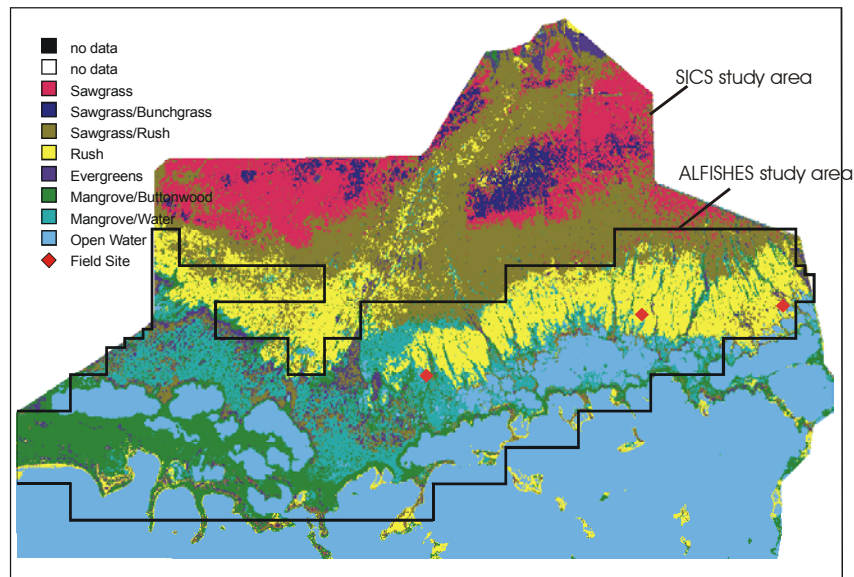 no data
no data
Sawgrass
Sawgrass/Bunchgrass
Sawgrass/Rush
Rush
Evergreens
Mangrove/Buttonwood
Mangrove/Water
Open Water
Field Site
SICS study area
ALFISHES study area